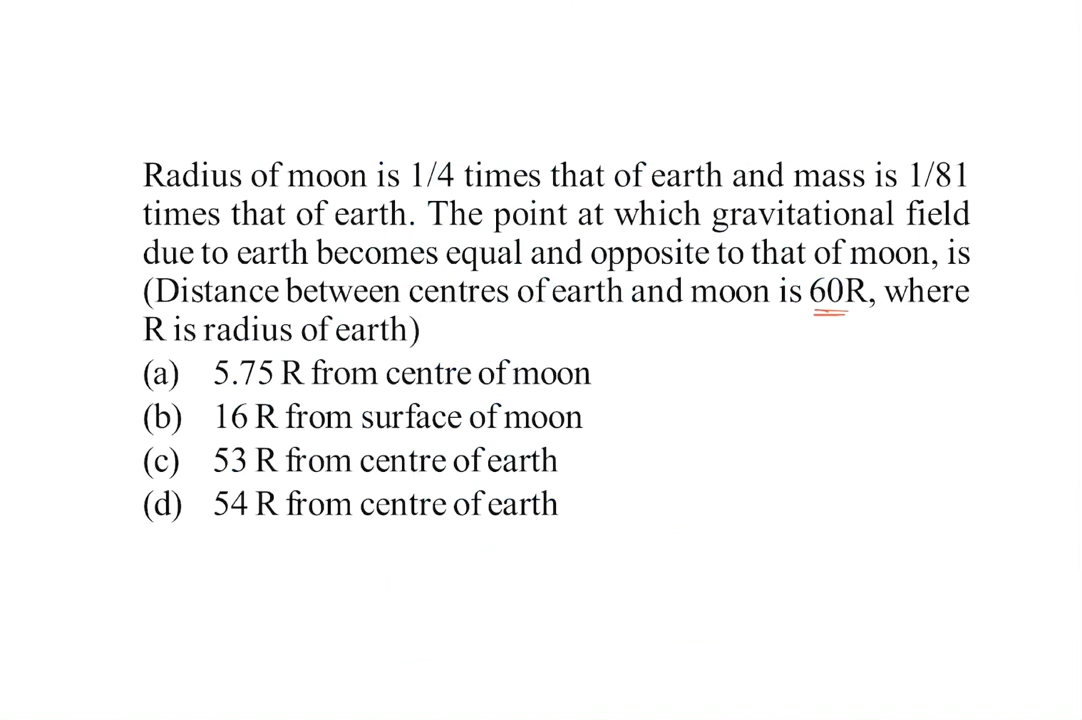 Radius of moon is 1/4 times that of earth and mass is 1/81
times that of earth. The point at which gravitational field
due to earth becomes equal and opposite to that of moon, is
(Distance between centres of earth and moon is 60R, where
R is radius of earth)
(a) 5.75 R from centre of moon
(b) 16 R from surface of moon
(c) 53 R from centre of earth
(d) 54 R from centre of earth